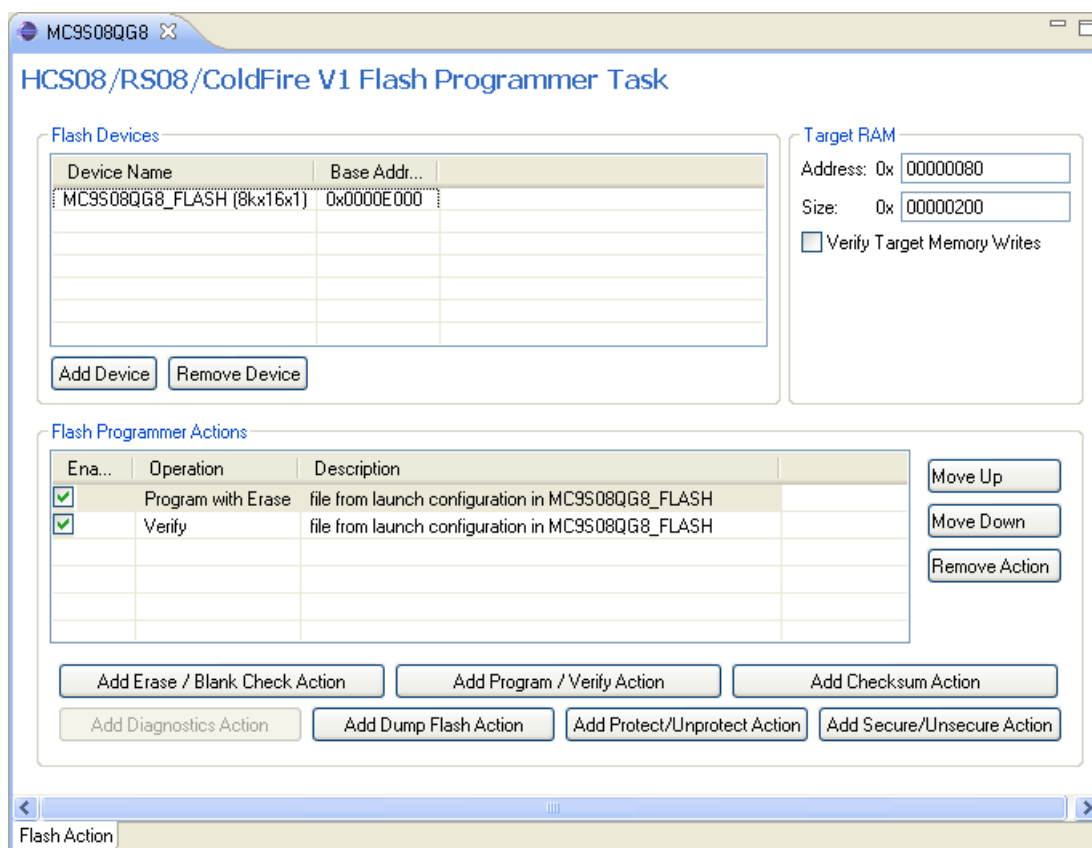 MC9S08QG8
HCS08/RS08/ColdFire V1 Flash Programmer Task
Flash Devices
Device Name Base Addr...
MC9S08QG8_FLASH (8kx16x1) 0x0000E000
Add Device Remove Device
Target RAM
Address: 0x 00000080
Size: 0x 00000200
Verify Target Memory Writes
Flash Programmer Actions
Ena... Operation Description
Program with Erase file from launch configuration in MC9S08QG8_FLASH
Verify file from launch configuration in MC9S08QG8_FLASH
Move Up
Move Down
Remove Action
Add Erase / Blank Check Action Add Program / Verify Action Add Checksum Action
Add Diagnostics Action Add Dump Flash Action Add Protect/Unprotect Action Add Secure/Unsecure Action
Flash Action